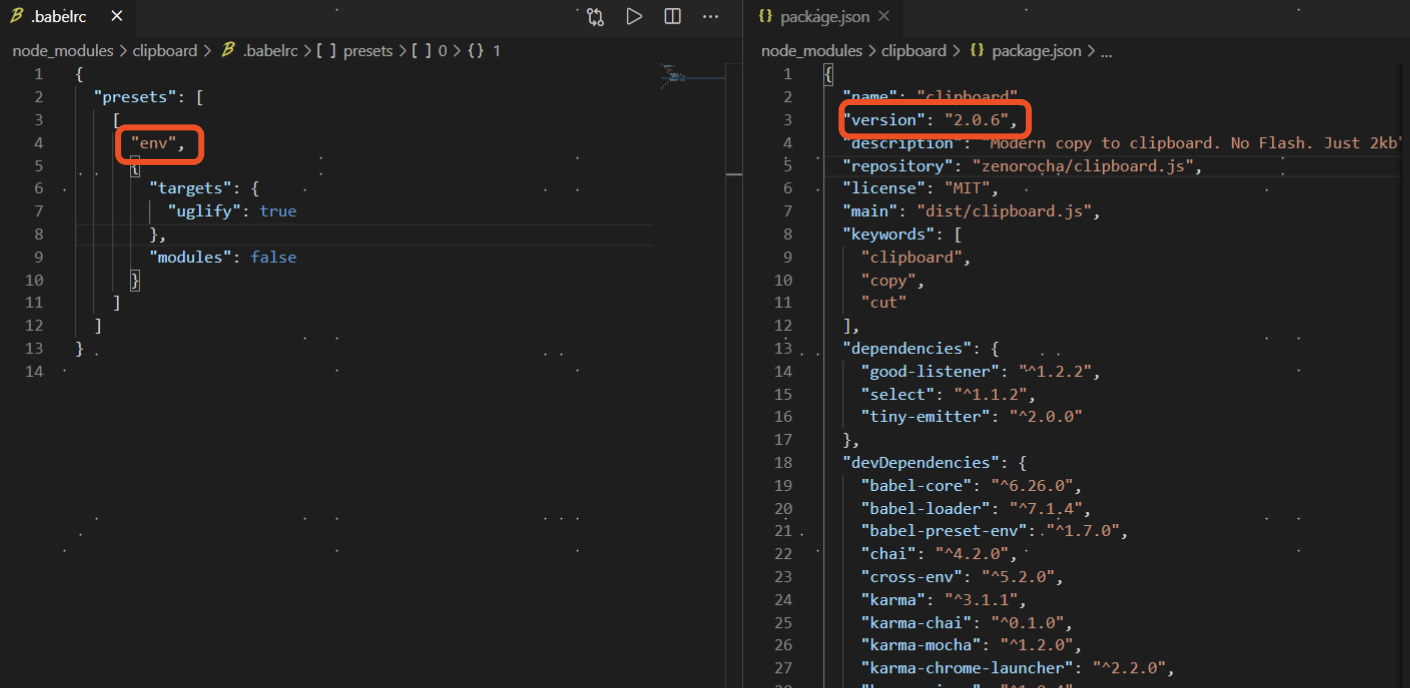 .babelrc ×
node_modules > clipboard > .babelrc > [ ] presets > [ ] 0 > {} 1
1 {
2 "presets": [
3 [
4 "env",
5 {
6 "targets": {
7 "uglify": true
8 },
9 "modules": false
10 }
11 ]
12 ]
13 }
14
{} package.json ×
node_modules > clipboard > {} package.json > ...
1 {
2 "name": "clipboard"
3 "version": "2.0.6",
4 "description": "Modern copy to clipboard. No Flash. Just 2kb
5 "repository": "zenorocha/clipboard.js",
6 "license": "MIT",
7 "main": "dist/clipboard.js",
8 "keywords": [
9 "clipboard",
10 "copy",
11 "cut"
12 ],
13 "dependencies": {
14 "good-listener": "^1.2.2",
15 "select": "^1.1.2",
16 "tiny-emitter": "^2.0.0"
17 },
18 "devDependencies": {
19 "babel-core": "^6.26.0",
20 "babel-loader": "^7.1.4",
21 "babel-preset-env": "^1.7.0",
22 "chai": "^4.2.0",
23 "cross-env": "^5.2.0",
24 "karma": "^3.1.1",
25 "karma-chai": "^0.1.0",
26 "karma-mocha": "^1.2.0",
27 "karma-chrome-launcher": "^2.2.0",